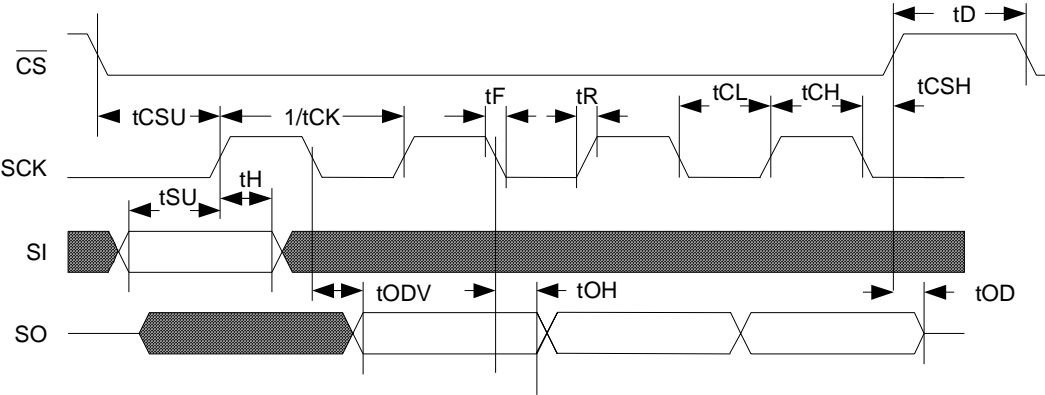 tD
CS
tF
tR
tCL
tCH
tCSH
tCSU
1/tCK
SCK
tH
tSU
SI
tODV
tOH
tOD
SO